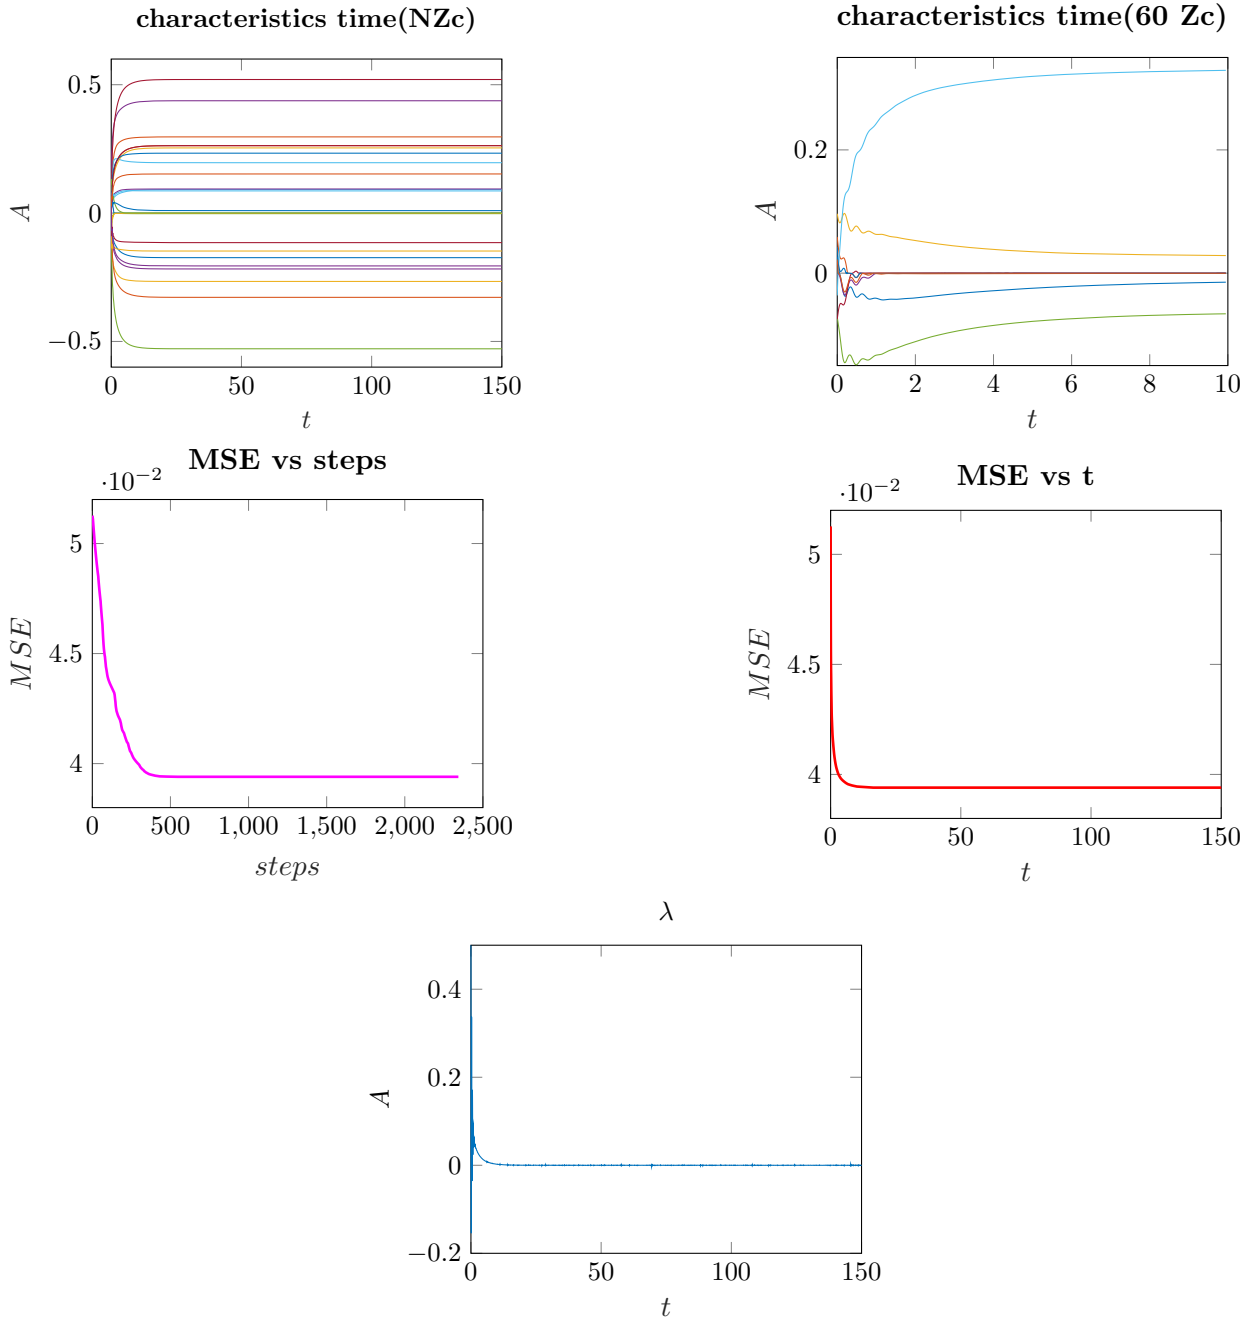 characteristics time(NZc)
0.5
0
−0.5
A
0 50 100 150
t
characteristics time(60 Zc)
0.2
0
A
0 2 4 6 8 10
t
MSE vs steps
·10−2
5
4.5
4
MSE
0 500 1,000 1,500 2,000 2,500
steps
MSE vs t
·10−2
5
4.5
4
MSE
0 50 100 150
t
λ
0.4
0.2
0
−0.2
A
0 50 100 150
t